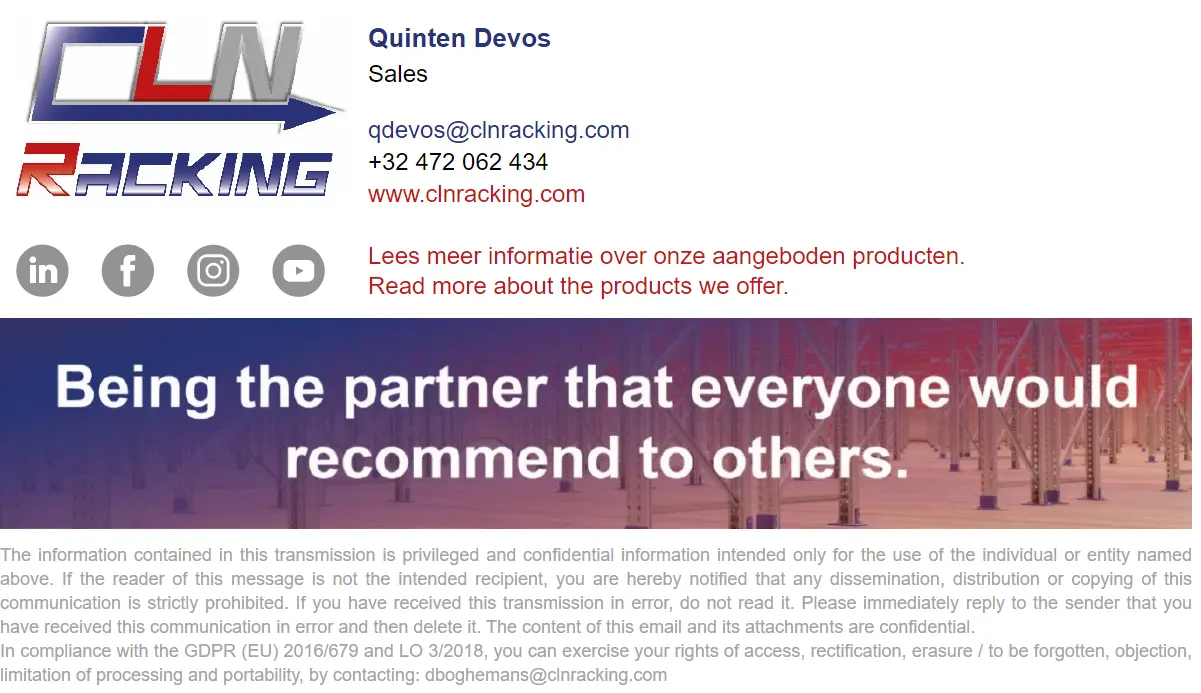 CLN
RACKING
Quinten Devos
Sales
qdevos@clnracking.com
+32 472 062 434
www.clnracking.com
in
f
Lees meer informatie over onze aangeboden producten.
Read more about the products we offer.
Being the partner that everyone would
recommend to others.
The information contained in this transmission is privileged and confidential information intended only for the use of the individual or entity named
above. If the reader of this message is not the intended recipient, you are hereby notified that any dissemination, distribution or copying of this
communication is strictly prohibited. If you have received this transmission in error, do not read it. Please immediately reply to the sender that you
have received this communication in error and then delete it. The content of this email and its attachments are confidential.
In compliance with the GDPR (EU) 2016/679 and LO 3/2018, you can exercise your rights of access, rectification, erasure / to be forgotten, objection,
limitation of processing and portability, by contacting: dboghemans@clnracking.com